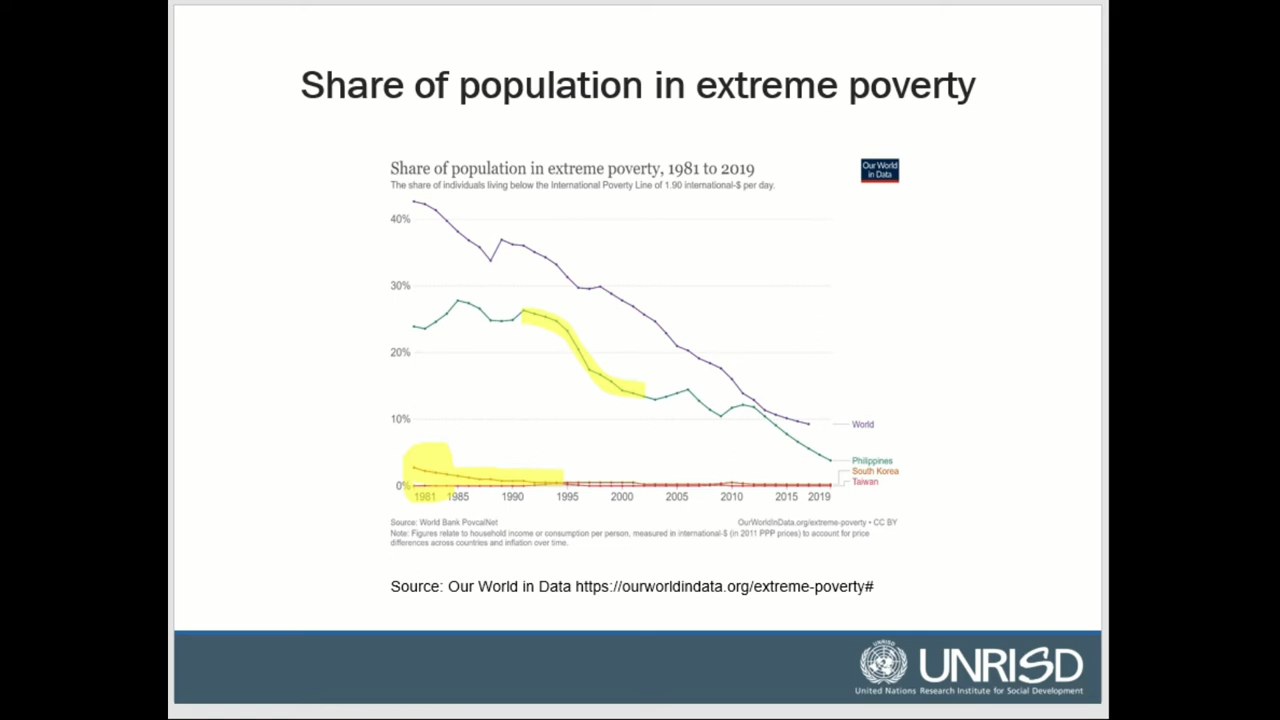 Share of population in extreme poverty
Share of population in extreme poverty, 1981 to 2019
The share of individuals living below the International Poverty Line of 1.90 international-$ per day.
Our World
in Data
40%
30%
20%
10%
0%
World
Philippines
South Korea
Taiwan
1981 1985 1990 1995 2000 2005 2010 2015 2019
Source: World Bank PovcalNet
OurWorldInData.org/extreme-poverty • CC BY
Note: Figures relate to household income or consumption per person, measured in international-$ (in 2011 PPP prices) to account for price
differences across countries and inflation over time.
Source: Our World in Data https://ourworldindata.org/extreme-poverty#
UNRISD
UNRISD
United Nations Research Institute for Social Development